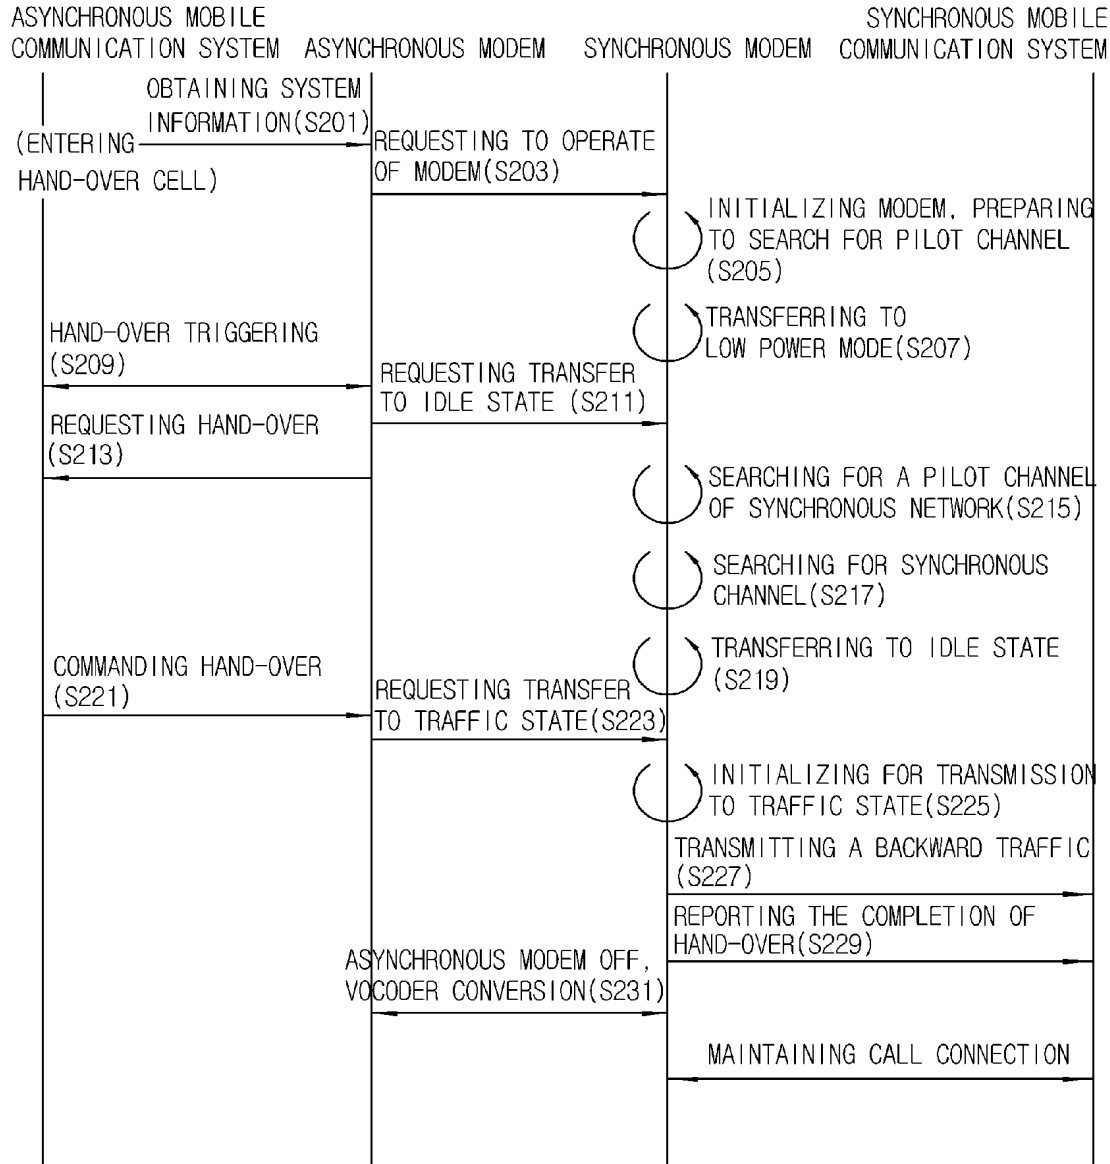 ASYNCHRONOUS MOBILE
COMMUNICATION SYSTEM
ASYNCHRONOUS MODEM
SYNCHRONOUS MODEM
SYNCHRONOUS MOBILE
COMMUNICATION SYSTEM
OBTAINING SYSTEM
INFORMATION(S201)
(ENTERING
HAND-OVER CELL)
REQUESTING TO OPERATE
OF MODEM(S203)
INITIALIZING MODEM, PREPARING
TO SEARCH FOR PILOT CHANNEL
(S205)
TRANSFERRING TO
LOW POWER MODE(S207)
HAND-OVER TRIGGERING
(S209)
REQUESTING TRANSFER
TO IDLE STATE (S211)
REQUESTING HAND-OVER
(S213)
SEARCHING FOR A PILOT CHANNEL
OF SYNCHRONOUS NETWORK(S215)
SEARCHING FOR SYNCHRONOUS
CHANNEL(S217)
TRANSFERRING TO IDLE STATE
(S219)
COMMANDING HAND-OVER
(S221)
REQUESTING TRANSFER
TO TRAFFIC STATE(S223)
INITIALIZING FOR TRANSMISSION
TO TRAFFIC STATE(S225)
TRANSMITTING A BACKWARD TRAFFIC
(S227)
REPORTING THE COMPLETION OF
HAND-OVER(S229)
ASYNCHRONOUS MODEM OFF,
VOCODER CONVERSION(S231)
MAINTAINING CALL CONNECTION